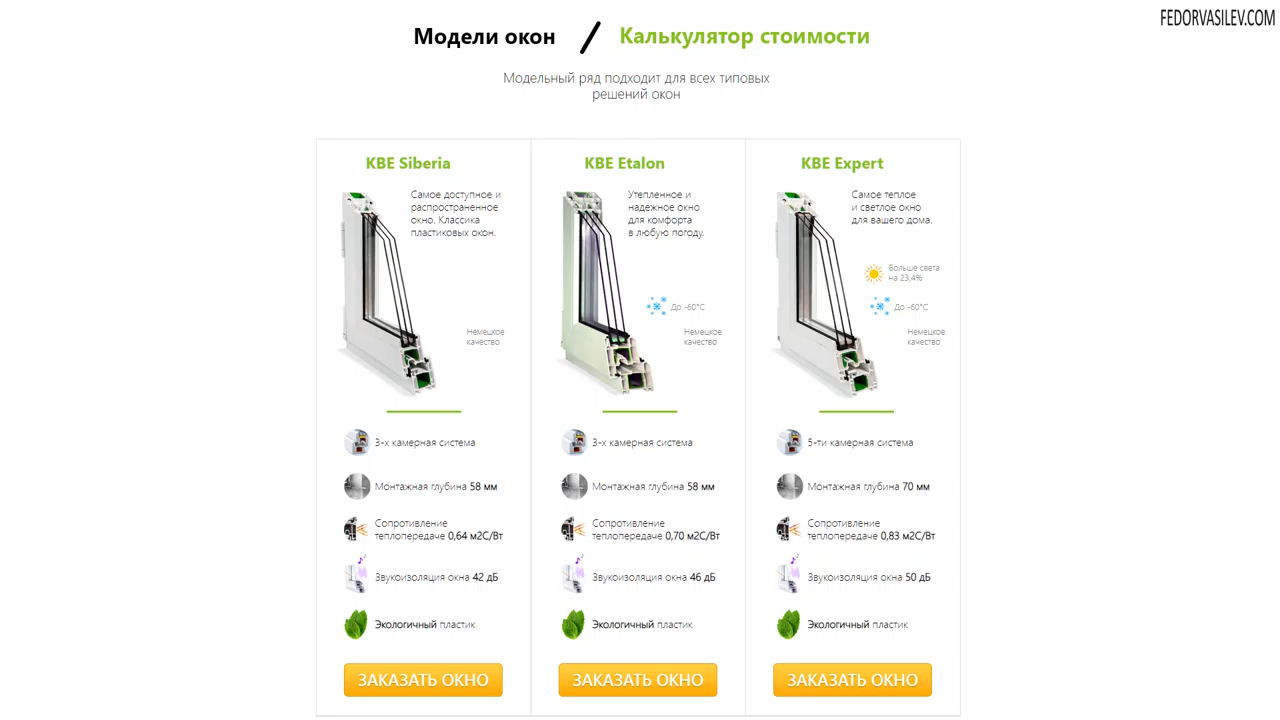 FEDORVASILEV.COM
Модели окон / Калькулятор стоимости
Модельный ряд подходит для всех типовых
решений окон
KBE Siberia
Самое доступное и
распространенное
окно. Классика
пластиковых окон.
Немецкое
качество
3-х камерная система
Монтажная глубина 58 мм
Сопротивление
теплопередаче 0,64 м2С/Вт
Звукоизоляция окна 42 дБ
Экологичный пластик
ЗАКАЗАТЬ ОКНО
KBE Etalon
Утепленное и
надежное окно
для комфорта
в любую погоду.
До -60°С
Немецкое
качество
3-х камерная система
Монтажная глубина 58 мм
Сопротивление
теплопередаче 0,70 м2С/Вт
Звукоизоляция окна 46 дБ
Экологичный пластик
ЗАКАЗАТЬ ОКНО
KBE Expert
Самое теплое
и светлое окно
для вашего дома.
Больше света
на 23,4%
До -60°С
Немецкое
качество
5-ти камерная система
Монтажная глубина 70 мм
Сопротивление
теплопередаче 0,83 м2С/Вт
Звукоизоляция окна 50 дБ
Экологичный пластик
ЗАКАЗАТЬ ОКНО